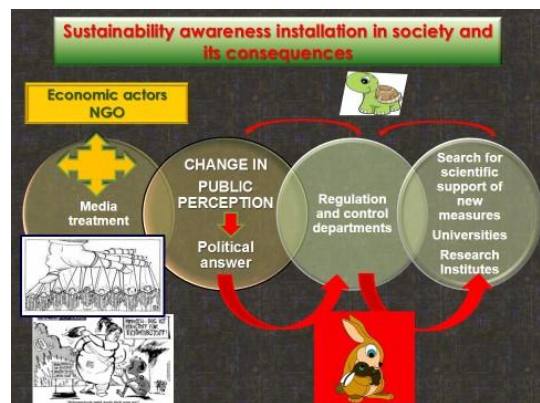 Sustainability awareness installation in society and
its consequences
Economic actors
NGO
Media
treatment
CHANGE IN
PUBLIC
PERCEPTION
Political
answer
Regulation
and control
departments
Search for
scientific
support of
new
measures
Universities
Research
Institutes